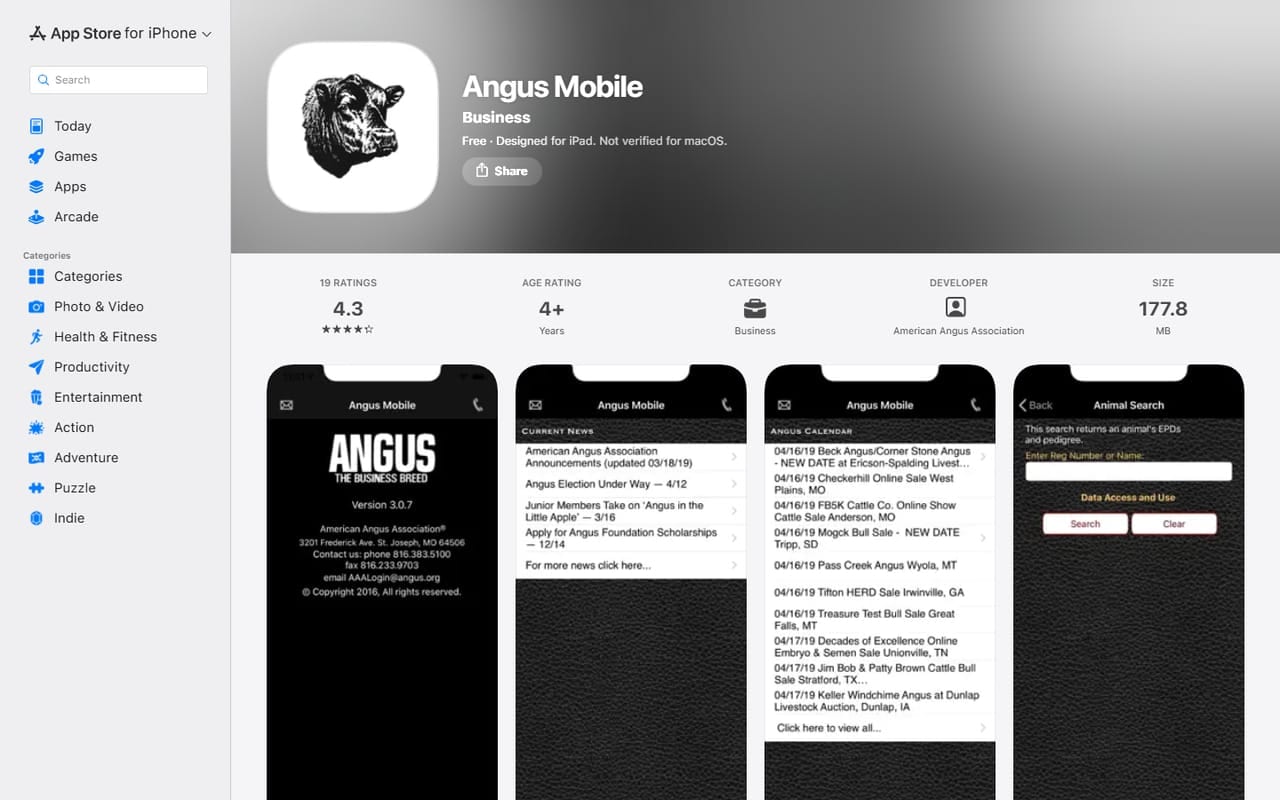 App Store for iPhone
Search
Today
Games
Apps
Arcade
Categories
Categories
Photo & Video
Health & Fitness
Productivity
Entertainment
Action
Adventure
Puzzle
Indie
Angus Mobile
Business
Free · Designed for iPad. Not verified for macOS.
Share
19 RATINGS
4.3
★★★★☆
AGE RATING
4+
Years
CATEGORY
Business
DEVELOPER
American Angus Association
SIZE
177.8
MB
Angus Mobile
ANGUS
THE BUSINESS BREED
Version 3.0.7
American Angus Association®
3201 Frederick Ave. St. Joseph, MO 64506
Contact us: phone 816.383.5100
fax 816.233.9703
email AAALogin@angus.org
© Copyright 2016, All rights reserved.
Angus Mobile
CURRENT NEWS
American Angus Association
Announcements (updated 03/18/19)
Angus Election Under Way — 4/12
Junior Members Take on 'Angus in the
Little Apple' — 3/16
Apply for Angus Foundation Scholarships
— 12/14
For more news click here...
Angus Mobile
ANGUS CALENDAR
04/16/19 Beck Angus/Corner Stone Angus
- NEW DATE at Ericson-Spalding Livest...
04/16/19 Checkerhill Online Sale West
Plains, MO
04/16/19 FB5K Cattle Co. Online Show
Cattle Sale Anderson, MO
04/16/19 Mogck Bull Sale - NEW DATE
Tripp, SD
04/16/19 Pass Creek Angus Wyola, MT
04/16/19 Tifton HERD Sale Irwinville, GA
04/16/19 Treasure Test Bull Sale Great
Falls, MT
04/17/19 Decades of Excellence Online
Embryo & Semen Sale Unionville, TN
04/17/19 Jim Bob & Patty Brown Cattle Bull
Sale Stratford, TX...
04/17/19 Keller Windchime Angus at Dunlap
Livestock Auction, Dunlap, IA
Click here to view all...
Back
Animal Search
This search returns an animal's EPDs
and pedigree.
Enter Reg Number or Name:
Data Access and Use
Search
Clear